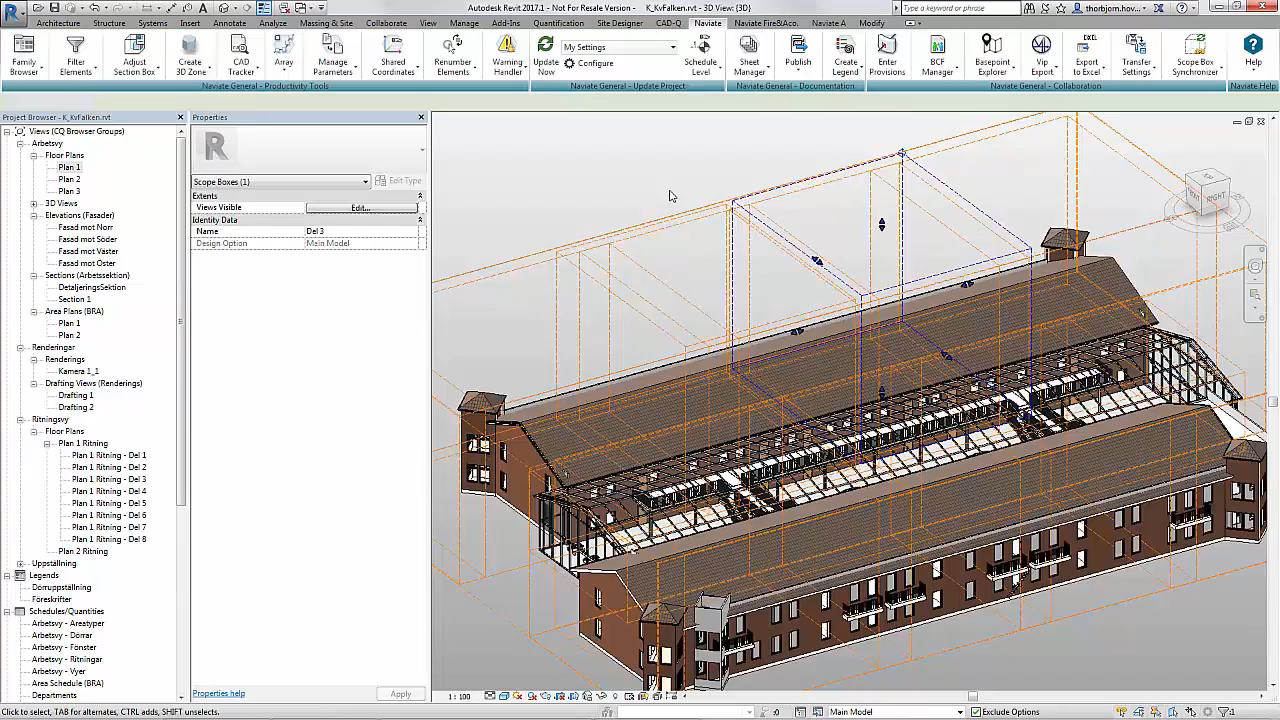 Autodesk Revit 2017.1 - Not For Resale Version - K_KvFalken.rvt - 3D View: {3D}
Type a keyword or phrase
thorbjorn.hov...
Architecture Structure Systems Insert Annotate Analyze Massing & Site Collaborate View Manage Add-Ins Quantification Site Designer CAD-Q Naviate Naviate Fire&Aco. Naviate A Modify
Family Browser
Filter Elements
Adjust Section Box
Create 3D Zone
CAD Tracker
Array
Manage Parameters
Shared Coordinates
Renumber Elements
Warning Handler
Update Now
My Settings
Configure
Schedule Level
Sheet Manager
Publish
Create Legend
Enter Provisions
BCF Manager
Basepoint Explorer
Vip Export
Export to Excel
Transfer Settings
Scope Box Synchronizer
Help
Naviate General - Productivity Tools
Naviate General - Update Project
Naviate General - Documentation
Naviate General - Collaboration
Naviate Help
Project Browser - K_KvFalken.rvt
Views (CQ Browser Groups)
Arbetsvy
Floor Plans
Plan 1
Plan 2
Plan 3
3D Views
Elevations (Fasader)
Fasad mot Norr
Fasad mot Söder
Fasad mot Väster
Fasad mot Öster
Sections (Arbetssektion)
DetaljeringsSektion
Section 1
Area Plans (BRA)
Plan 1
Plan 2
Renderingar
Renderings
Kamera 1_1
Drafting Views (Renderings)
Drafting 1
Drafting 2
Ritningsvy
Floor Plans
Plan 1 Ritning
Plan 1 Ritning - Del 1
Plan 1 Ritning - Del 2
Plan 1 Ritning - Del 3
Plan 1 Ritning - Del 4
Plan 1 Ritning - Del 5
Plan 1 Ritning - Del 6
Plan 1 Ritning - Del 7
Plan 1 Ritning - Del 8
Plan 2 Ritning
Uppställning
Legends
Dörruppställning
Föreskrifter
Schedules/Quantities
Arbetsvy - Areatyper
Arbetsvy - Dörrar
Arbetsvy - Fönster
Arbetsvy - Ritningar
Arbetsvy - Vyer
Area Schedule (BRA)
Departments
Properties
Scope Boxes (1)
Edit Type
Extents
Views Visible Edit...
Identity Data
Name Del 3
Design Option Main Model
Properties help
Apply
TOP
RIGHT
1 : 100
Click to select, TAB for alternates, CTRL adds, SHIFT unselects.
:0
Main Model
Exclude Options
:1